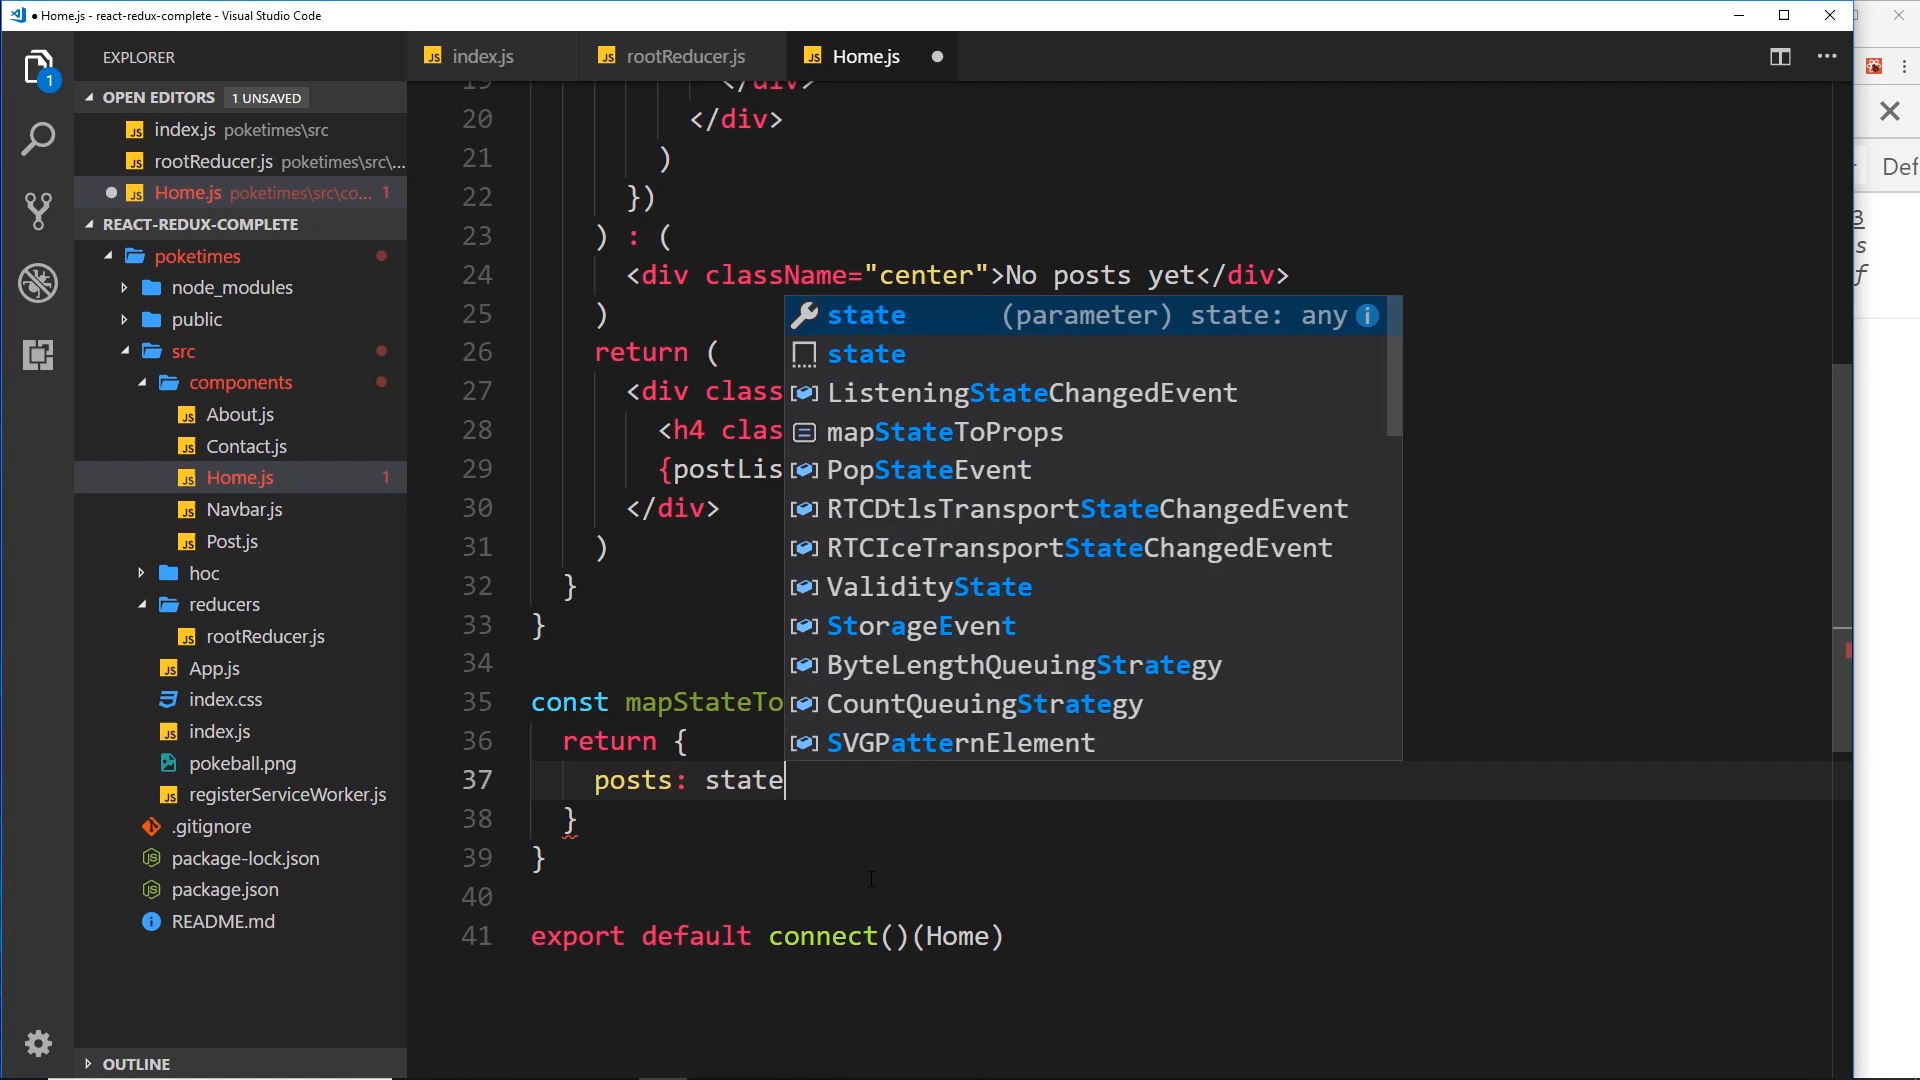 Home.js - react-redux-complete - Visual Studio Code
EXPLORER
index.js
rootReducer.js
Home.js
OPEN EDITORS 1 UNSAVED
index.js poketimes\src
rootReducer.js poketimes\src\...
Home.js poketimes\src\co... 1
REACT-REDUX-COMPLETE
poketimes
node_modules
public
src
components
About.js
Contact.js
Home.js 1
Navbar.js
Post.js
hoc
reducers
rootReducer.js
App.js
index.css
index.js
pokeball.png
registerServiceWorker.js
.gitignore
package-lock.json
package.json
README.md
OUTLINE
1
19 </div>
20 </div>
21 )
22 })
23 ) : (
24 <div className="center">No posts yet</div>
25 )
26 return (
27 <div class
28 <h4 clas
29 {postLis
30 </div>
31 )
32 }
33 }
34
35 const mapStateTo
36 return {
37 posts: state
38 }
39 }
40
41 export default connect()(Home)
state (parameter) state: any
state
ListeningStateChangedEvent
mapStateToProps
PopStateEvent
RTCDtlsTransportStateChangedEvent
RTCIceTransportStateChangedEvent
ValidityState
StorageEvent
ByteLengthQueuingStrategy
CountQueuingStrategy
SVGPatternElement
Def
3
s
f